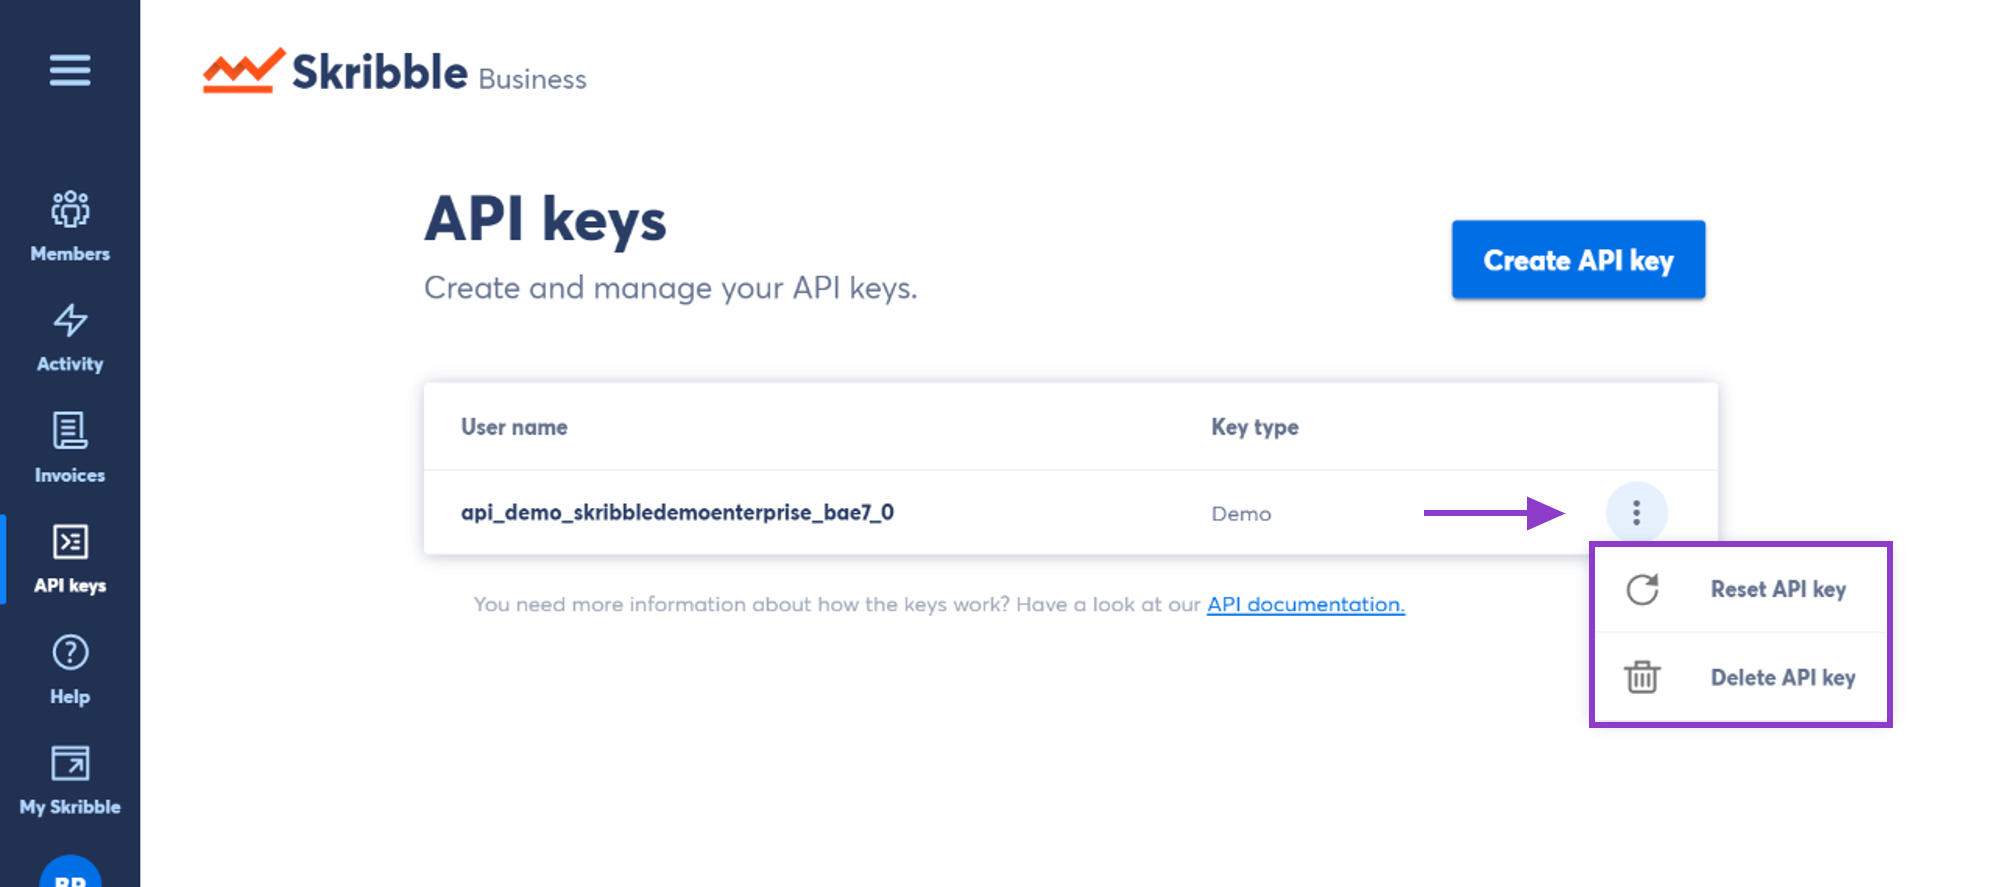 Skribble Business
Members
Activity
Invoices
API keys
Help
My Skribble
API keys
Create and manage your API keys.
Create API key
User name Key type
api_demo_skribbledemoenterprise_bae7_0 Demo
Reset API key
Delete API key
You need more information about how the keys work? Have a look at our API documentation.